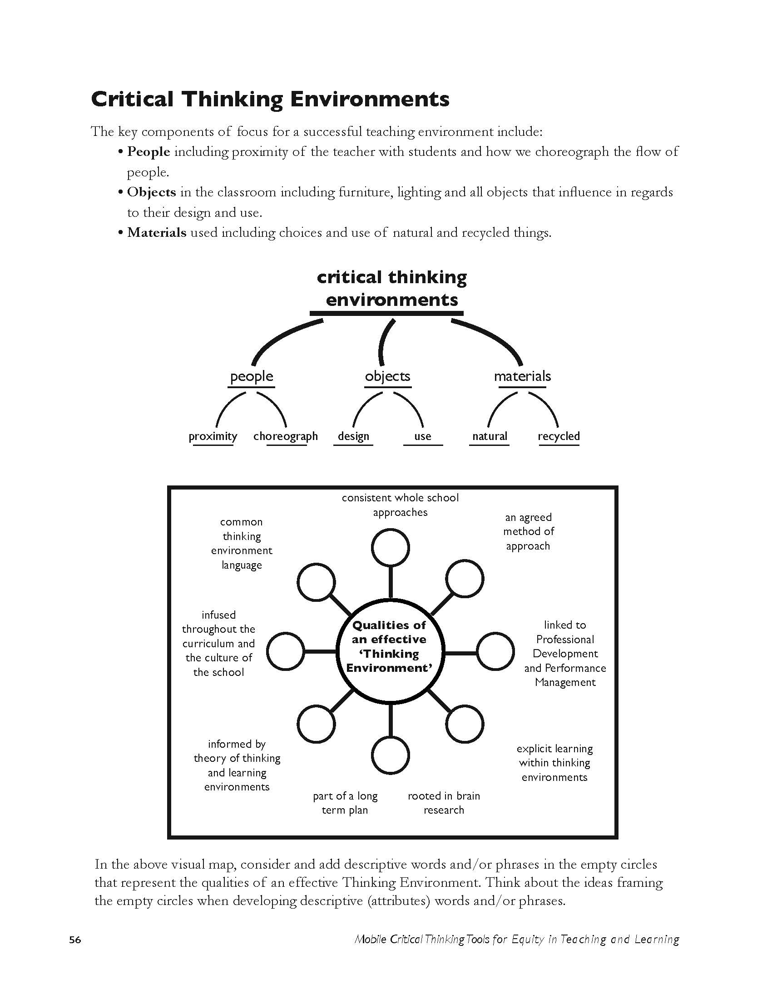 Critical Thinking Environments
The key components of focus for a successful teaching environment include:
• People including proximity of the teacher with students and how we choreograph the flow of
people.
• Objects in the classroom including furniture, lighting and all objects that influence in regards
to their design and use.
• Materials used including choices and use of natural and recycled things.
critical thinking
environments
people
objects
materials
proximity
choreograph
design
use
natural
recycled
consistent whole school
approaches
an agreed
method of
approach
common
thinking
environment
language
infused
throughout the
curriculum and
the culture of
the school
Qualities of
an effective
‘Thinking
Environment’
linked to
Professional
Development
and Performance
Management
informed by
theory of thinking
and learning
environments
explicit learning
within thinking
environments
part of a long
term plan
rooted in brain
research
In the above visual map, consider and add descriptive words and/or phrases in the empty circles
that represent the qualities of an effective Thinking Environment. Think about the ideas framing
the empty circles when developing descriptive (attributes) words and/or phrases.
56
Mobile Critical Thinking Tools for Equity in Teaching and Learning